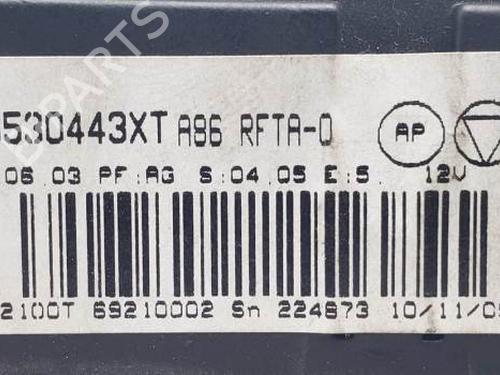 530443XT A86 RFTA-0 AP
06.03 PF:AG S:04.05 E:5. 12V
2100T 69210002 Sn 224873 10/11/0
B-PARTS